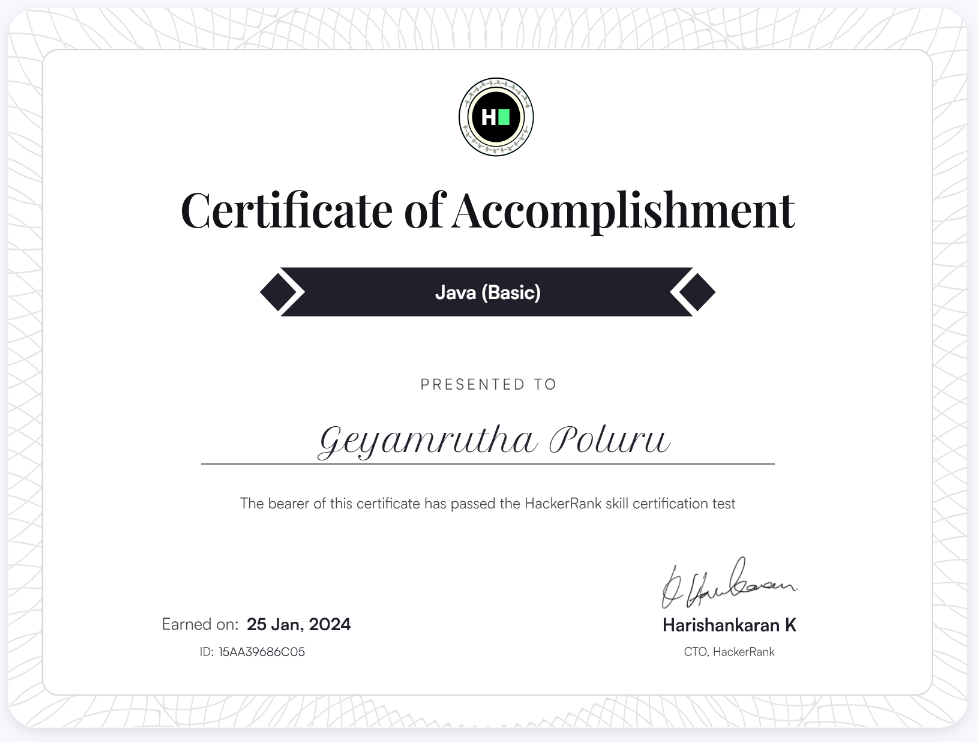 H
Certificate of Accomplishment
Java (Basic)
PRESENTED TO
Geyamrutha Poluru
The bearer of this certificate has passed the HackerRank skill certification test
Earned on: 25 Jan, 2024
ID: 15AA39686C05
Harishankaran K
CTO, HackerRank